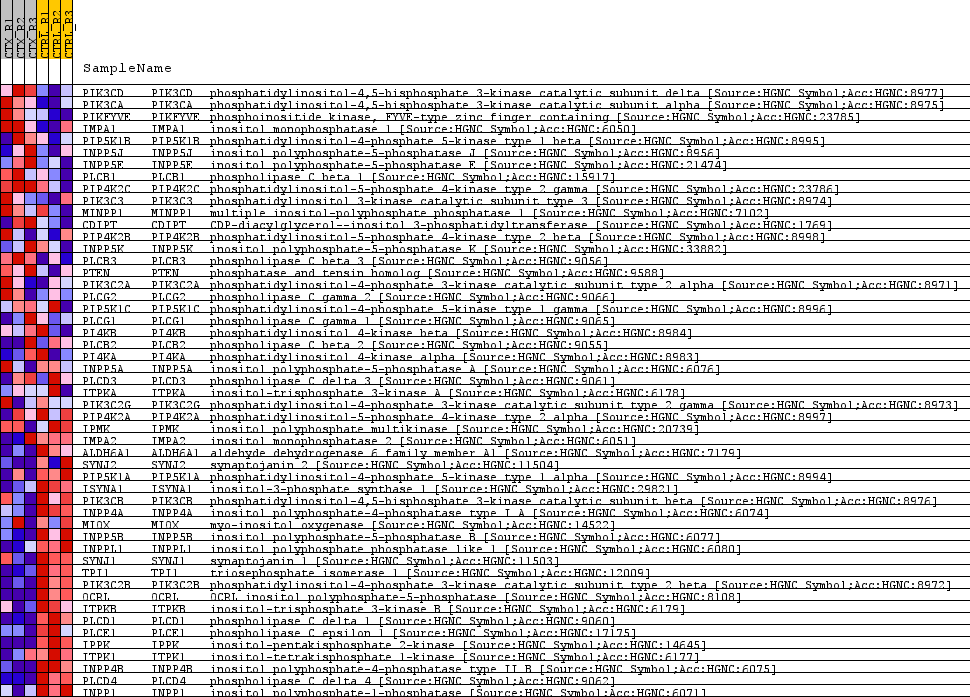 CTX_R1
CTX_R2
CTX_R3
CTRL_R1
CTRL_R2
CTRL_R3
SampleName
PIK3CD PIK3CD phosphatidylinositol-4,5-bisphosphate 3-kinase catalytic subunit delta [Source:HGNC Symbol;Acc:HGNC:8977]
PIK3CA PIK3CA phosphatidylinositol-4,5-bisphosphate 3-kinase catalytic subunit alpha [Source:HGNC Symbol;Acc:HGNC:8975]
PIKFYVE PIKFYVE phosphoinositide kinase, FYVE-type zinc finger containing [Source:HGNC Symbol;Acc:HGNC:23785]
IMPA1 IMPA1 inositol monophosphatase 1 [Source:HGNC Symbol;Acc:HGNC:6050]
PIP5K1B PIP5K1B phosphatidylinositol-4-phosphate 5-kinase type 1 beta [Source:HGNC Symbol;Acc:HGNC:8995]
INPP5J INPP5J inositol polyphosphate-5-phosphatase J [Source:HGNC Symbol;Acc:HGNC:8956]
INPP5E INPP5E inositol polyphosphate-5-phosphatase E [Source:HGNC Symbol;Acc:HGNC:21474]
PLCB1 PLCB1 phospholipase C beta 1 [Source:HGNC Symbol;Acc:HGNC:15917]
PIP4K2C PIP4K2C phosphatidylinositol-5-phosphate 4-kinase type 2 gamma [Source:HGNC Symbol;Acc:HGNC:23786]
PIK3C3 PIK3C3 phosphatidylinositol 3-kinase catalytic subunit type 3 [Source:HGNC Symbol;Acc:HGNC:8974]
MINPP1 MINPP1 multiple inositol-polyphosphate phosphatase 1 [Source:HGNC Symbol;Acc:HGNC:7102]
CDIPT CDIPT CDP-diacylglycerol--inositol 3-phosphatidyltransferase [Source:HGNC Symbol;Acc:HGNC:1769]
PIP4K2B PIP4K2B phosphatidylinositol-5-phosphate 4-kinase type 2 beta [Source:HGNC Symbol;Acc:HGNC:8998]
INPP5K INPP5K inositol polyphosphate-5-phosphatase K [Source:HGNC Symbol;Acc:HGNC:33882]
PLCB3 PLCB3 phospholipase C beta 3 [Source:HGNC Symbol;Acc:HGNC:9056]
PTEN PTEN phosphatase and tensin homolog [Source:HGNC Symbol;Acc:HGNC:9588]
PIK3C2A PIK3C2A phosphatidylinositol-4-phosphate 3-kinase catalytic subunit type 2 alpha [Source:HGNC Symbol;Acc:HGNC:8971]
PLCG2 PLCG2 phospholipase C gamma 2 [Source:HGNC Symbol;Acc:HGNC:9066]
PIP5K1C PIP5K1C phosphatidylinositol-4-phosphate 5-kinase type 1 gamma [Source:HGNC Symbol;Acc:HGNC:8996]
PLCG1 PLCG1 phospholipase C gamma 1 [Source:HGNC Symbol;Acc:HGNC:9065]
PI4KB PI4KB phosphatidylinositol 4-kinase beta [Source:HGNC Symbol;Acc:HGNC:8984]
PLCB2 PLCB2 phospholipase C beta 2 [Source:HGNC Symbol;Acc:HGNC:9055]
PI4KA PI4KA phosphatidylinositol 4-kinase alpha [Source:HGNC Symbol;Acc:HGNC:8983]
INPP5A INPP5A inositol polyphosphate-5-phosphatase A [Source:HGNC Symbol;Acc:HGNC:6076]
PLCD3 PLCD3 phospholipase C delta 3 [Source:HGNC Symbol;Acc:HGNC:9061]
ITPKA ITPKA inositol-trisphosphate 3-kinase A [Source:HGNC Symbol;Acc:HGNC:6178]
PIK3C2G PIK3C2G phosphatidylinositol-4-phosphate 3-kinase catalytic subunit type 2 gamma [Source:HGNC Symbol;Acc:HGNC:8973]
PIP4K2A PIP4K2A phosphatidylinositol-5-phosphate 4-kinase type 2 alpha [Source:HGNC Symbol;Acc:HGNC:8997]
IPMK IPMK inositol polyphosphate multikinase [Source:HGNC Symbol;Acc:HGNC:20739]
IMPA2 IMPA2 inositol monophosphatase 2 [Source:HGNC Symbol;Acc:HGNC:6051]
ALDH6A1 ALDH6A1 aldehyde dehydrogenase 6 family member A1 [Source:HGNC Symbol;Acc:HGNC:7179]
SYNJ2 SYNJ2 synaptojanin 2 [Source:HGNC Symbol;Acc:HGNC:11504]
PIP5K1A PIP5K1A phosphatidylinositol-4-phosphate 5-kinase type 1 alpha [Source:HGNC Symbol;Acc:HGNC:8994]
ISYNA1 ISYNA1 inositol-3-phosphate synthase 1 [Source:HGNC Symbol;Acc:HGNC:29821]
PIK3CB PIK3CB phosphatidylinositol-4,5-bisphosphate 3-kinase catalytic subunit beta [Source:HGNC Symbol;Acc:HGNC:8976]
INPP4A INPP4A inositol polyphosphate-4-phosphatase type I A [Source:HGNC Symbol;Acc:HGNC:6074]
MIOX MIOX myo-inositol oxygenase [Source:HGNC Symbol;Acc:HGNC:14522]
INPP5B INPP5B inositol polyphosphate-5-phosphatase B [Source:HGNC Symbol;Acc:HGNC:6077]
INPPL1 INPPL1 inositol polyphosphate phosphatase like 1 [Source:HGNC Symbol;Acc:HGNC:6080]
SYNJ1 SYNJ1 synaptojanin 1 [Source:HGNC Symbol;Acc:HGNC:11503]
TPI1 TPI1 triosephosphate isomerase 1 [Source:HGNC Symbol;Acc:HGNC:12009]
PIK3C2B PIK3C2B phosphatidylinositol-4-phosphate 3-kinase catalytic subunit type 2 beta [Source:HGNC Symbol;Acc:HGNC:8972]
OCRL OCRL OCRL inositol polyphosphate-5-phosphatase [Source:HGNC Symbol;Acc:HGNC:8108]
ITPKB ITPKB inositol-trisphosphate 3-kinase B [Source:HGNC Symbol;Acc:HGNC:6179]
PLCD1 PLCD1 phospholipase C delta 1 [Source:HGNC Symbol;Acc:HGNC:9060]
PLCE1 PLCE1 phospholipase C epsilon 1 [Source:HGNC Symbol;Acc:HGNC:17175]
IPPK IPPK inositol-pentakisphosphate 2-kinase [Source:HGNC Symbol;Acc:HGNC:14645]
ITPK1 ITPK1 inositol-tetrakisphosphate 1-kinase [Source:HGNC Symbol;Acc:HGNC:6177]
INPP4B INPP4B inositol polyphosphate-4-phosphatase type II B [Source:HGNC Symbol;Acc:HGNC:6075]
PLCD4 PLCD4 phospholipase C delta 4 [Source:HGNC Symbol;Acc:HGNC:9062]
INPP1 INPP1 inositol polyphosphate-1-phosphatase [Source:HGNC Symbol;Acc:HGNC:6071]